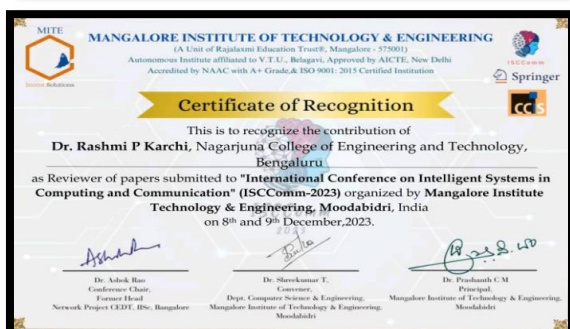 MITE
Invent Solutions
MANGALORE INSTITUTE OF TECHNOLOGY & ENGINEERING
(A Unit of Rajalaxmi Education Trust®, Mangalore - 575001)
Autonomous Institute affiliated to V.T.U., Belagavi, Approved by AICTE, New Delhi
Accredited by NAAC with A+ Grade,& ISO 9001: 2015 Certified Institution
ISCComm
Springer
CCIS
Certificate of Recognition
This is to recognize the contribution of
Dr. Rashmi P Karchi, Nagarjuna College of Engineering and Technology,
Bengaluru
as Reviewer of papers submitted to "International Conference on Intelligent Systems in
Computing and Communication" (ISCComm-2023) organized by Mangalore Institute
Technology & Engineering, Moodabidri, India
on 8th and 9th December,2023.
ISCComm
2023
Dr. Ashok Rao
Conference Chair,
Former Head
Network Project CEDT, IISc, Bangalore
Dr. Shreekumar T,
Convener,
Dept. Computer Science & Engineering,
Mangalore Institute of Technology & Engineering,
Moodabidri
Dr. Prashanth C M
Principal,
Mangalore Institute of Technology & Engineering,
Moodabidri